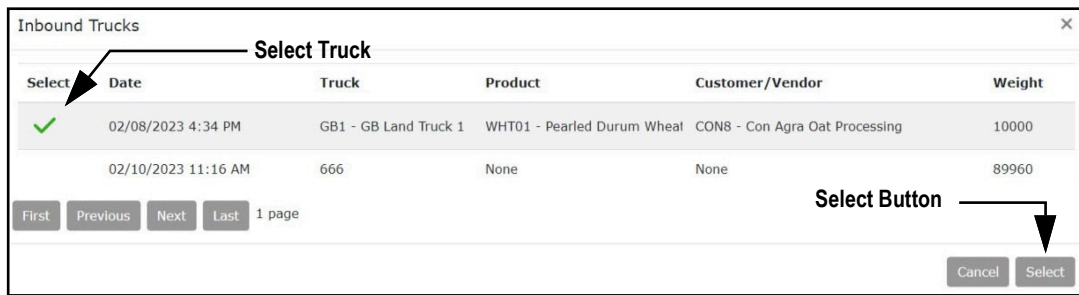 Inbound Trucks ×
Select Truck
Select Date Truck Product Customer/Vendor Weight
02/08/2023 4:34 PM GB1 - GB Land Truck 1 WHT01 - Pearled Durum Wheat CON8 - Con Agra Oat Processing 10000
02/10/2023 11:16 AM 666 None None 89960
First Previous Next Last 1 page
Select Button
Cancel Select